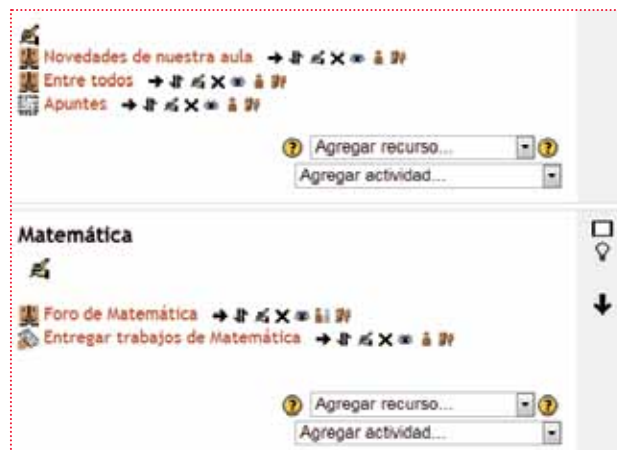 Novedades de nuestra aula
Entre todos
Apuntes
? Agregar recurso... ?
Agregar actividad...
Matemática
Foro de Matemática
Entregar trabajos de Matemática
? Agregar recurso... ?
Agregar actividad...